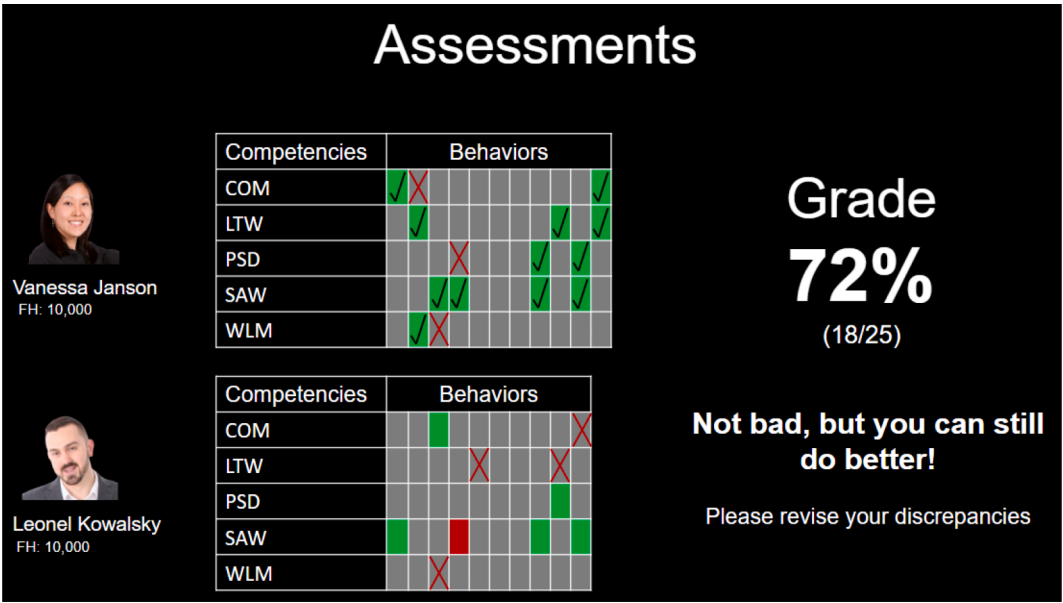 Assessments
Competencies Behaviors
COM
LTW
PSD
SAW
WLM
Vanessa Janson
FH: 10,000
Grade
72%
(18/25)
Competencies Behaviors
COM
LTW
PSD
SAW
WLM
Leonel Kowalsky
FH: 10,000
Not bad, but you can still
do better!
Please revise your discrepancies